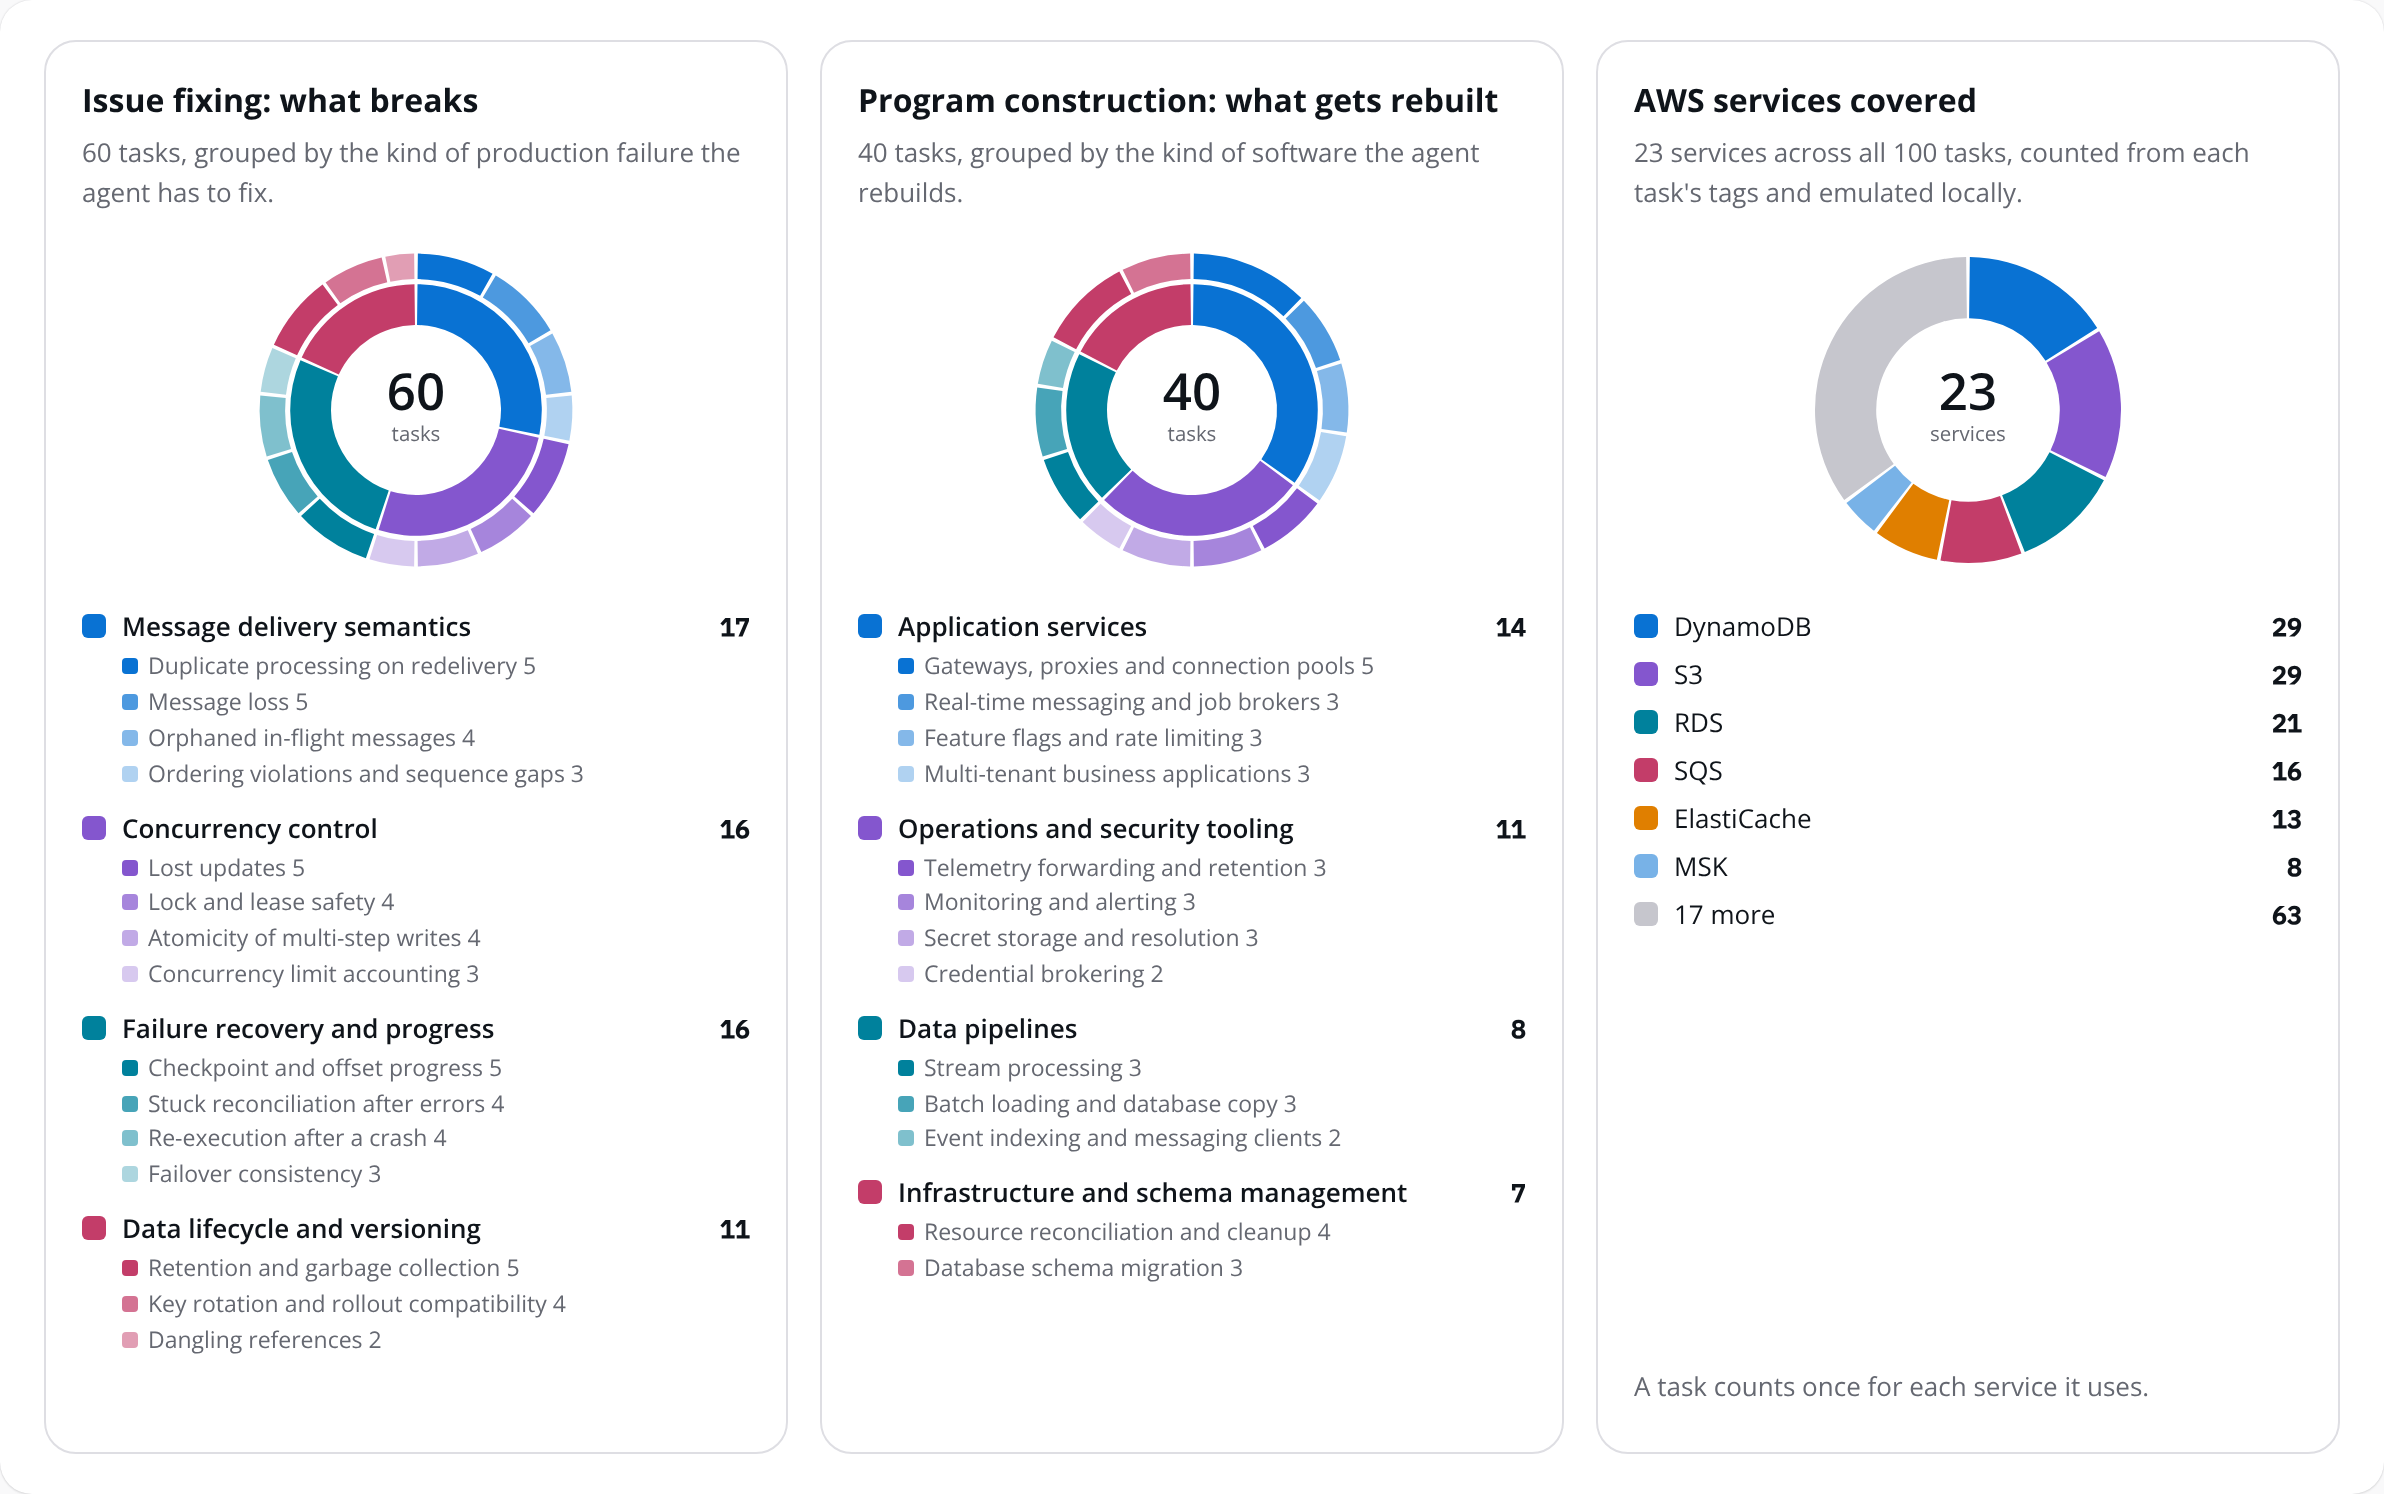 Issue fixing: what breaks
60 tasks, grouped by the kind of production failure the
agent has to fix.
60
tasks
Message delivery semantics 17
Duplicate processing on redelivery 5
Message loss 5
Orphaned in-flight messages 4
Ordering violations and sequence gaps 3
Concurrency control 16
Lost updates 5
Lock and lease safety 4
Atomicity of multi-step writes 4
Concurrency limit accounting 3
Failure recovery and progress 16
Checkpoint and offset progress 5
Stuck reconciliation after errors 4
Re-execution after a crash 4
Failover consistency 3
Data lifecycle and versioning 11
Retention and garbage collection 5
Key rotation and rollout compatibility 4
Dangling references 2
Program construction: what gets rebuilt
40 tasks, grouped by the kind of software the agent
rebuilds.
40
tasks
Application services 14
Gateways, proxies and connection pools 5
Real-time messaging and job brokers 3
Feature flags and rate limiting 3
Multi-tenant business applications 3
Operations and security tooling 11
Telemetry forwarding and retention 3
Monitoring and alerting 3
Secret storage and resolution 3
Credential brokering 2
Data pipelines 8
Stream processing 3
Batch loading and database copy 3
Event indexing and messaging clients 2
Infrastructure and schema management 7
Resource reconciliation and cleanup 4
Database schema migration 3
AWS services covered
23 services across all 100 tasks, counted from each
task's tags and emulated locally.
23
services
DynamoDB 29
S3 29
RDS 21
SQS 16
ElastiCache 13
MSK 8
17 more 63
A task counts once for each service it uses.